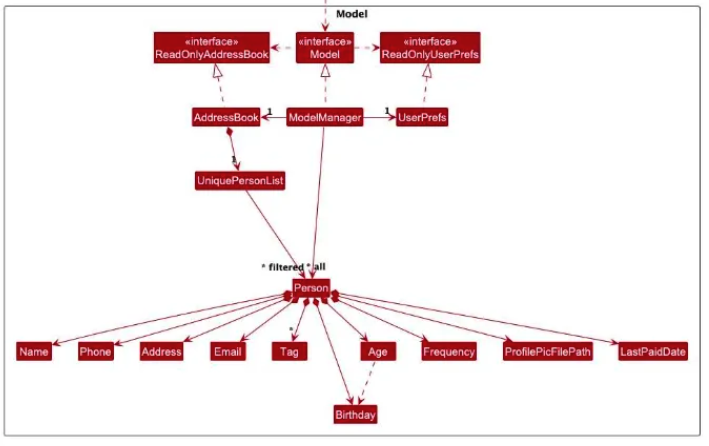 Model
«interface»
ReadOnlyAddressBook
«interface»
Model
«interface»
ReadOnlyUserPrefs
AddressBook
1
ModelManager
1
UserPrefs
1
UniquePersonList
* filtered * all
Person
*
Name
Phone
Address
Email
Tag
Age
Frequency
ProfilePicFilePath
LastPaidDate
Birthday